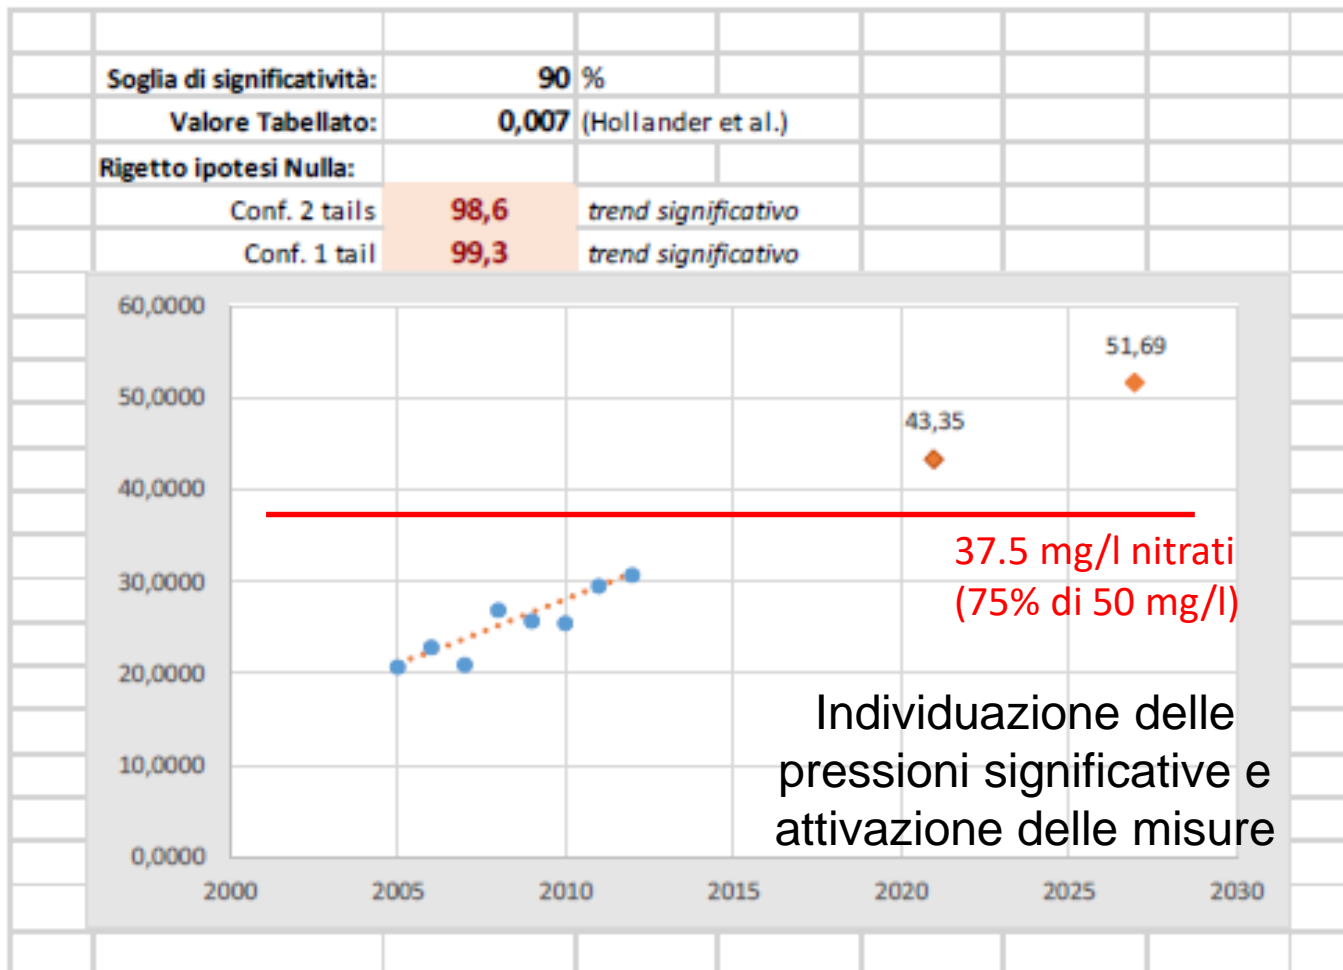 Soglia di significatività: 90 %
Valore Tabellato: 0,007 (Hollander et al.)
Rigetto ipotesi Nulla:
Conf. 2 tails 98,6 trend significativo
Conf. 1 tail 99,3 trend significativo
60,0000
51,69
50,0000
43,35
40,0000
37.5 mg/l nitrati
(75% di 50 mg/l)
30,0000
20,0000
Individuazione delle
pressioni significative e
attivazione delle misure
10,0000
0,0000
2000 2005 2010 2015 2020 2025 2030